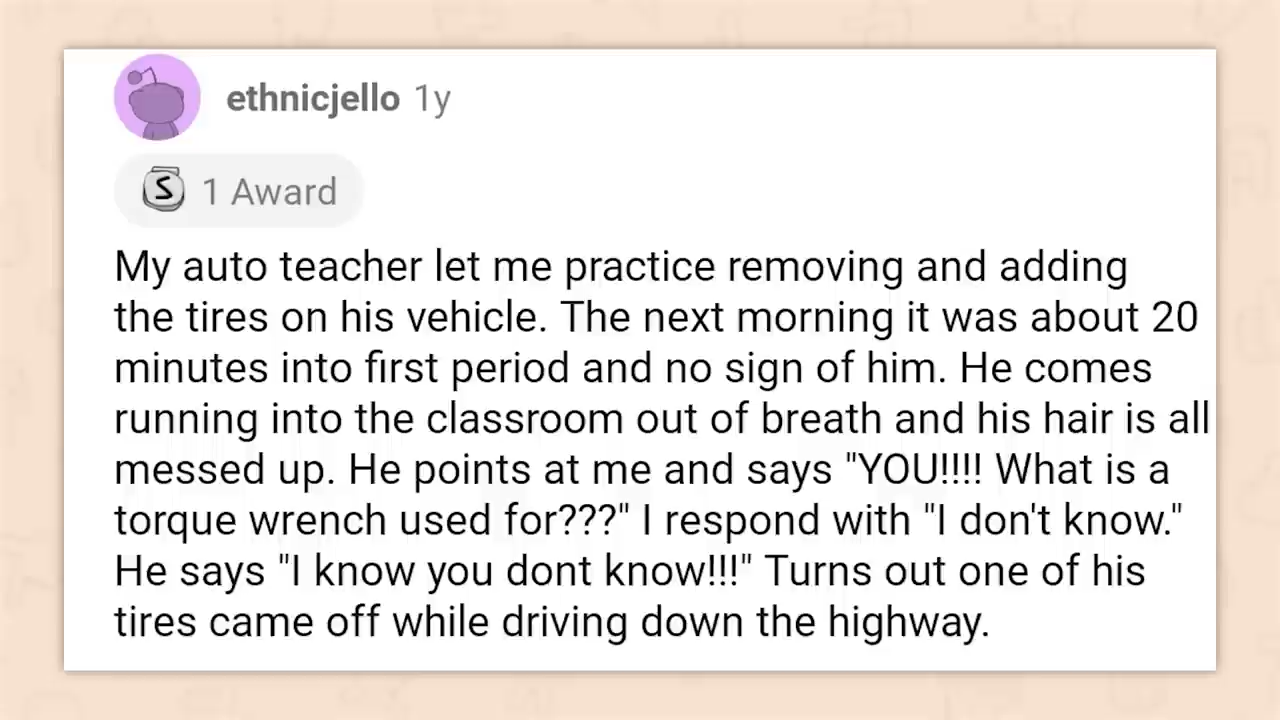 ethnicjello 1y
S 1 Award
My auto teacher let me practice removing and adding
the tires on his vehicle. The next morning it was about 20
minutes into first period and no sign of him. He comes
running into the classroom out of breath and his hair is all
messed up. He points at me and says "YOU!!!! What is a
torque wrench used for???" I respond with "I don't know."
He says "I know you dont know!!!" Turns out one of his
tires came off while driving down the highway.